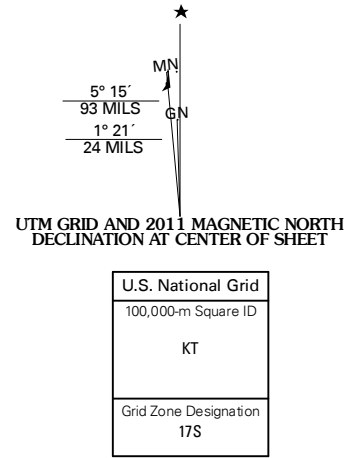 MN
5° 15´
GN
93 MILS
1° 21´
24 MILS
UTM GRID AND 2011 MAGNETIC NORTH
DECLINATION AT CENTER OF SHEET
U.S. National Grid
100,000-m Square ID
KT
Grid Zone Designation
17S